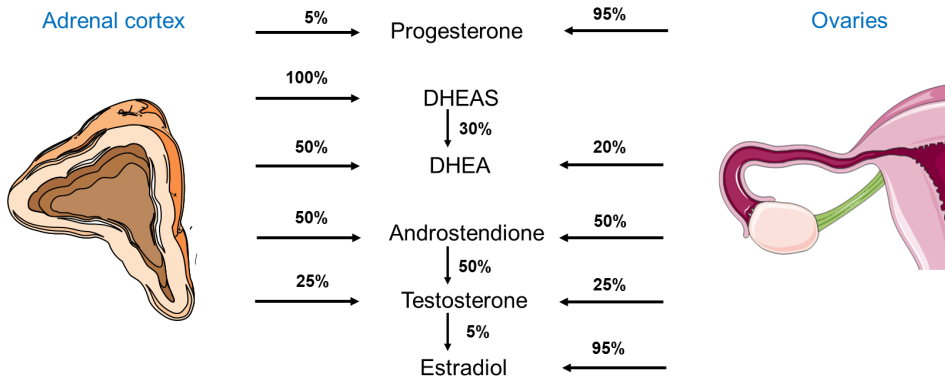 Adrenal cortex
5%
Progesterone
95%
Ovaries
100%
DHEAS
30%
50%
DHEA
20%
50%
Androstendione
50%
50%
25%
Testosterone
25%
5%
Estradiol
95%